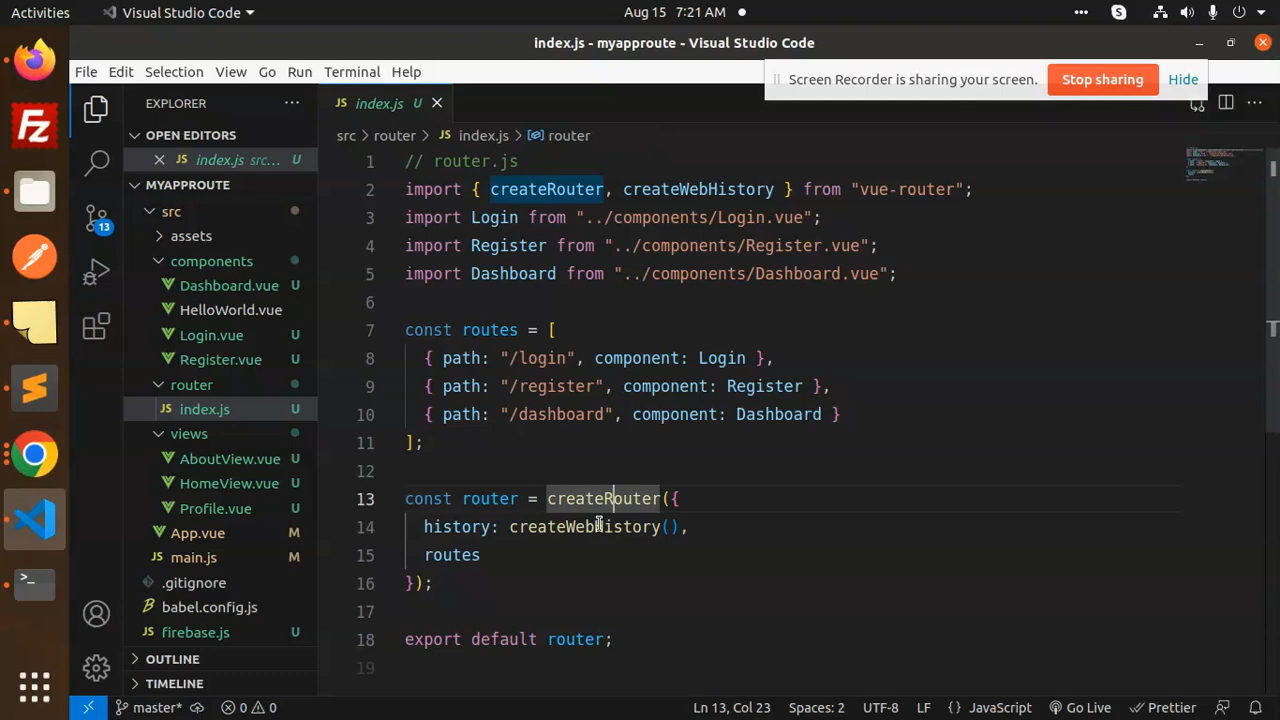 Activities
Visual Studio Code
Aug 15 7:21 AM
index.js - myapproute - Visual Studio Code
File Edit Selection View Go Run Terminal Help
Screen Recorder is sharing your screen.
Stop sharing
Hide
EXPLORER
index.js U
OPEN EDITORS
index.js src... U
MYAPPROUTE
src
assets
components
Dashboard.vue U
HelloWorld.vue
Login.vue U
Register.vue U
router
index.js U
views
AboutView.vue U
HomeView.vue U
Profile.vue U
App.vue M
main.js M
.gitignore
babel.config.js
firebase.js U
OUTLINE
TIMELINE
13
src > router > JS index.js > router
1 // router.js
2 import { createRouter, createWebHistory } from "vue-router";
3 import Login from "../components/Login.vue";
4 import Register from "../components/Register.vue";
5 import Dashboard from "../components/Dashboard.vue";
6
7 const routes = [
8 { path: "/login", component: Login },
9 { path: "/register", component: Register },
10 { path: "/dashboard", component: Dashboard }
11 ];
12
13 const router = createRouter({
14 history: createWebHistory(),
15 routes
16 });
17
18 export default router;
19
master* 0 0
Ln 13, Col 23 Spaces: 2 UTF-8 LF {} JavaScript Go Live Prettier